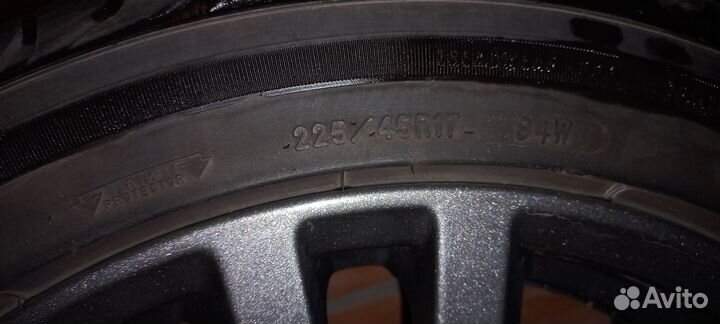 225/45R17 94W
RIM
PROTECTOR
Avito